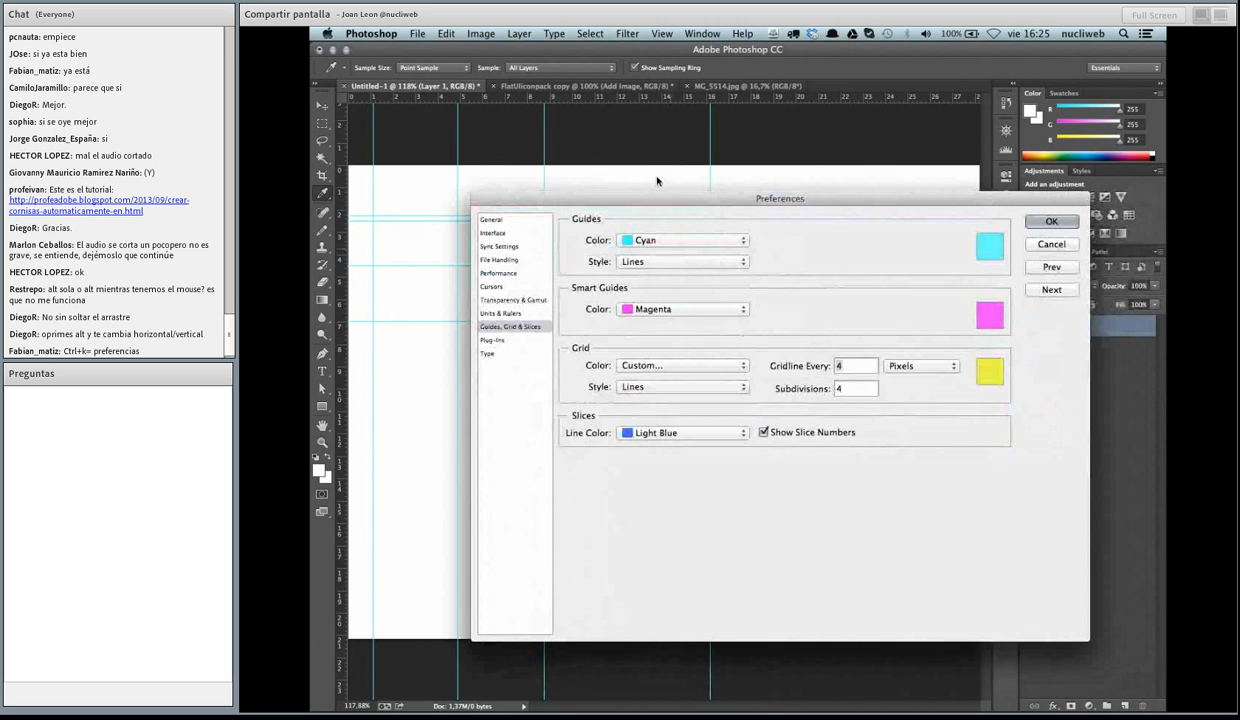 Chat (Everyone)
pcnauta: empiece
JOse: si ya esta bien
Fabian_matiz: ya está
CamiloJaramillo: parece que si
DiegoR: Mejor.
sophia: si se oye mejor
Jorge Gonzalez_España: si
HECTOR LOPEZ: mal el audio cortado
Giovanny Mauricio Ramirez Nariño: (Y)
profeivan: Este es el tutorial:
http://profeadobe.blogspot.com/2013/09/crear-
cornisas-automaticamente-en.html
DiegoR: Gracias.
Marlon Ceballos: El audio se corta un pocopero no es
grave, se entiende, dejémoslo que continúe
HECTOR LOPEZ: ok
Restrepo: alt sola o alt mientras tenemos el mouse? es
que no me funciona
DiegoR: No sin soltar el arrastre
DiegoR: oprimes alt y te cambia horizontal/vertical
Fabian_matiz: Ctrl+k= preferencias
Preguntas
Compartir pantalla - Joan Leon @nucliweb
Full Screen
Photoshop File Edit Image Layer Type Select Filter View Window Help 100% vie 16:25 nucliweb
Adobe Photoshop CC
Sample Size: Point Sample Sample: All Layers Show Sampling Ring Essentials
Untitled-1 @ 118% (Layer 1, RGB/8) * FlatUIconpack copy @ 100% (Add Image, RGB/8) * MG_5514.jpg @ 16,7% (RGB/8*)
Color Swatches
R 255
G 255
B 255
Adjustments Styles
Add an adjustment
Opacity: 100%
Fill: 100%
Preferences
General
Interface
Sync Settings
File Handling
Performance
Cursors
Transparency & Gamut
Units & Rulers
Guides, Grid & Slices
Plug-Ins
Type
Guides
Color: Cyan
Style: Lines
Smart Guides
Color: Magenta
Grid
Color: Custom... Gridline Every: 4 Pixels
Style: Lines Subdivisions: 4
Slices
Line Color: Light Blue Show Slice Numbers
OK
Cancel
Prev
Next
117,88% Doc: 1,37M/0 bytes